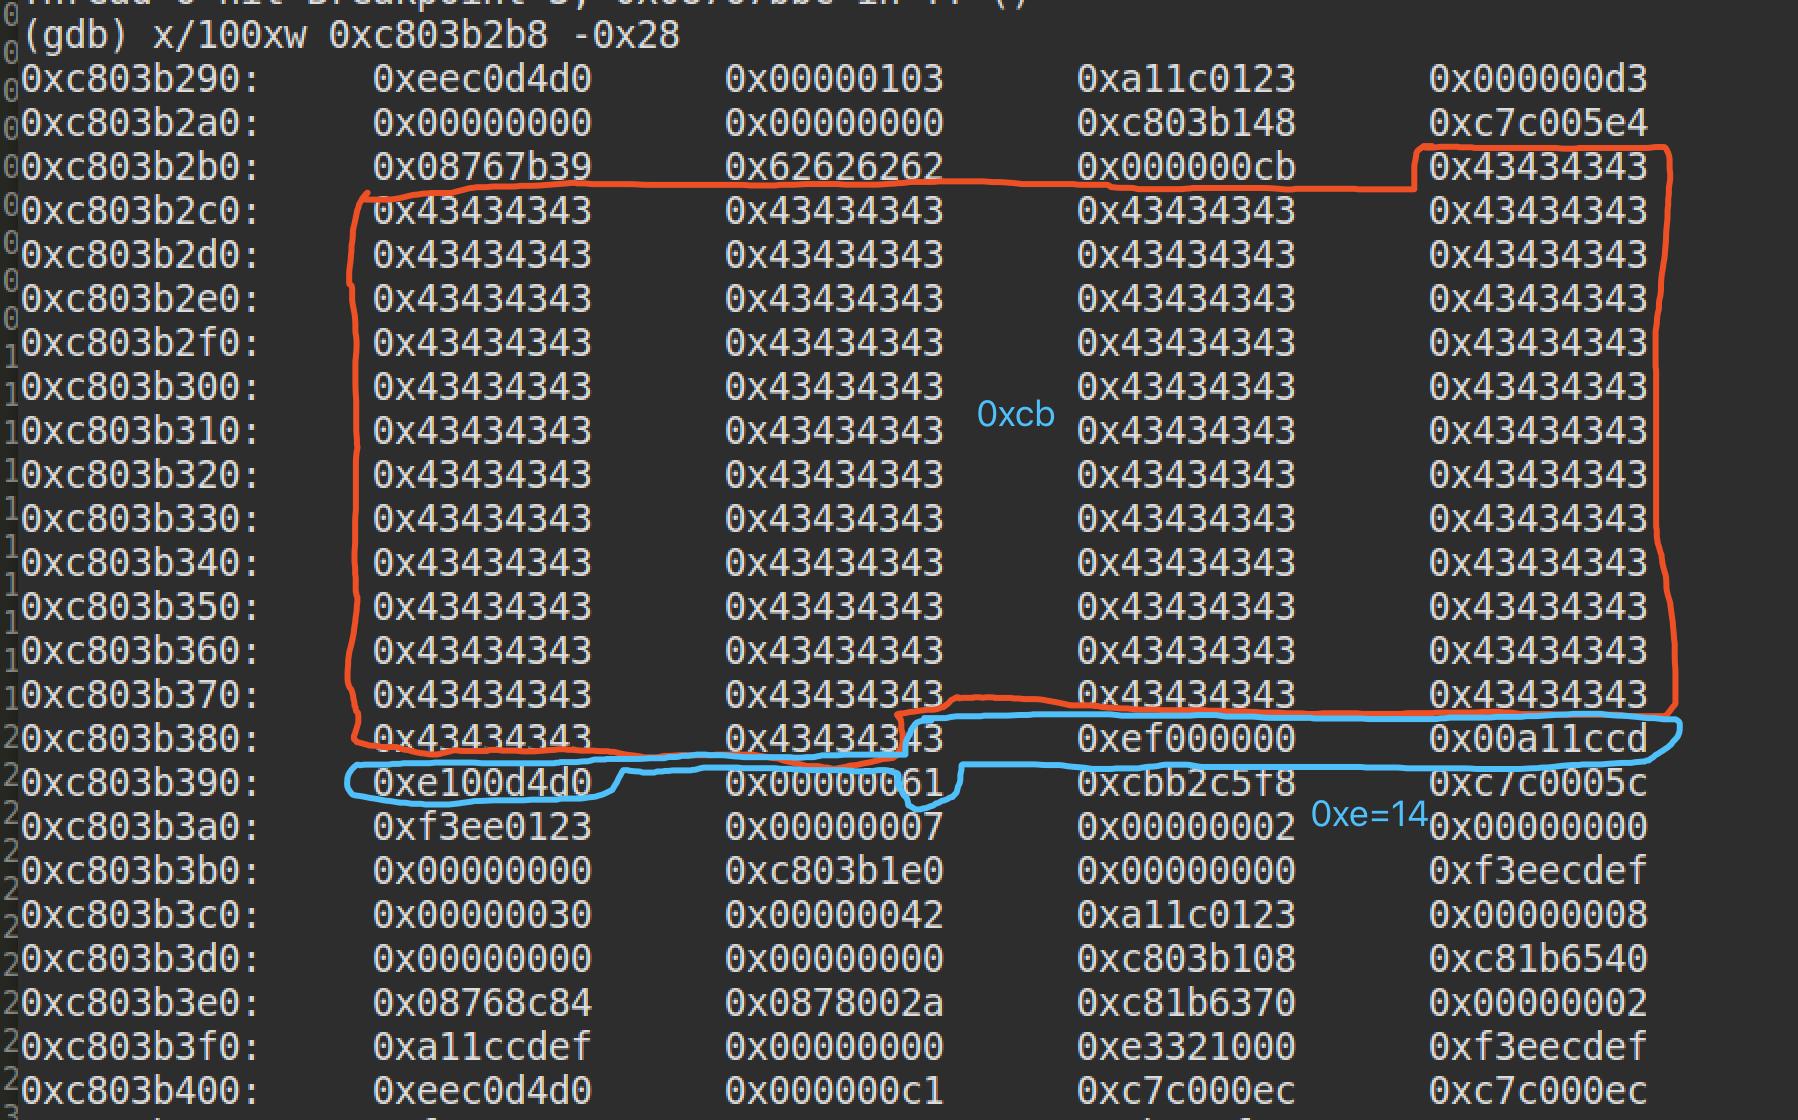 (gdb) x/100xw 0xc803b2b8 -0x28
0xc803b290: 0xeec0d4d0 0x00000103 0xa11c0123 0x000000d3
0xc803b2a0: 0x00000000 0x00000000 0xc803b148 0xc7c005e4
0xc803b2b0: 0x08767b39 0x62626262 0x000000cb 0x43434343
0xc803b2c0: 0x43434343 0x43434343 0x43434343 0x43434343
0xc803b2d0: 0x43434343 0x43434343 0x43434343 0x43434343
0xc803b2e0: 0x43434343 0x43434343 0x43434343 0x43434343
0xc803b2f0: 0x43434343 0x43434343 0x43434343 0x43434343
0xc803b300: 0x43434343 0x43434343 0x43434343 0x43434343
0xcb
0xc803b310: 0x43434343 0x43434343 0x43434343 0x43434343
0xc803b320: 0x43434343 0x43434343 0x43434343 0x43434343
0xc803b330: 0x43434343 0x43434343 0x43434343 0x43434343
0xc803b340: 0x43434343 0x43434343 0x43434343 0x43434343
0xc803b350: 0x43434343 0x43434343 0x43434343 0x43434343
0xc803b360: 0x43434343 0x43434343 0x43434343 0x43434343
0xc803b370: 0x43434343 0x43434343 0x43434343 0x43434343
0xc803b380: 0x43434343 0x43434343 0xef000000 0x00a11ccd
0xc803b390: 0xe100d4d0 0x00000061 0xcbb2c5f8 0xc7c0005c
0xe=14
0xc803b3a0: 0xf3ee0123 0x00000007 0x00000002 0x00000000
0xc803b3b0: 0x00000000 0xc803b1e0 0x00000000 0xf3eecdef
0xc803b3c0: 0x00000030 0x00000042 0xa11c0123 0x00000008
0xc803b3d0: 0x00000000 0x00000000 0xc803b108 0xc81b6540
0xc803b3e0: 0x08768c84 0x0878002a 0xc81b6370 0x00000002
0xc803b3f0: 0xa11ccdef 0x00000000 0xe3321000 0xf3eecdef
0xc803b400: 0xeec0d4d0 0x000000c1 0xc7c000ec 0xc7c000ec